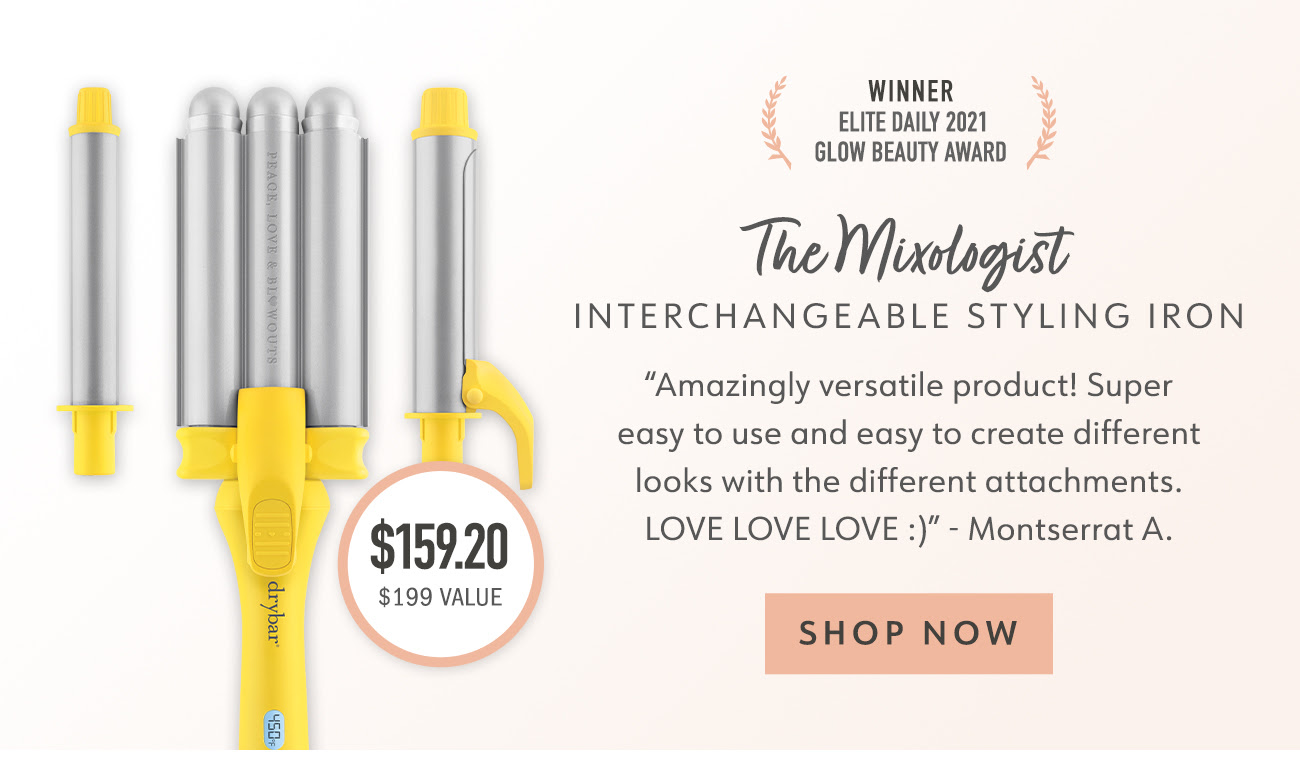 WINNER
ELITE DAILY 2021
GLOW BEAUTY AWARD
The Mixologist
INTERCHANGEABLE STYLING IRON
“Amazingly versatile product! Super
easy to use and easy to create different
looks with the different attachments.
LOVE LOVE LOVE :)” - Montserrat A.
SHOP NOW
PEACE, LOVE & BLOWOUTS
$159.20
$199 VALUE
drybar
450°F